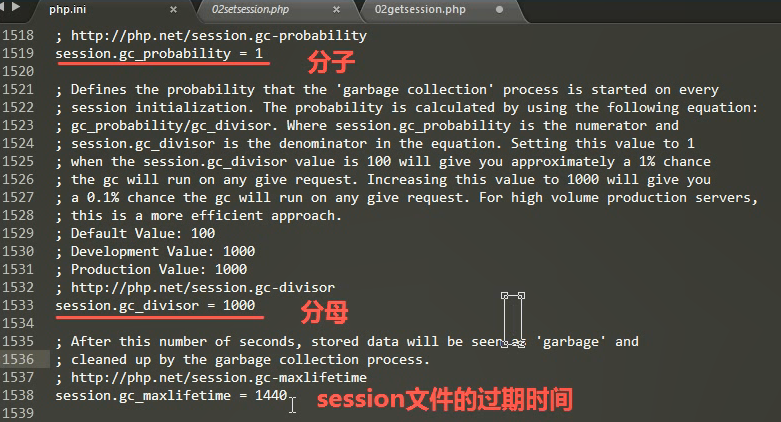 php.ini
02setsession.php
02getsession.php
1518 ; http://php.net/session.gc-probability
1519 session.gc_probability = 1
分子
1520
1521 ; Defines the probability that the 'garbage collection' process is started on every
1522 ; session initialization. The probability is calculated by using the following equation:
1523 ; gc_probability/gc_divisor. Where session.gc_probability is the numerator and
1524 ; session.gc_divisor is the denominator in the equation. Setting this value to 1
1525 ; when the session.gc_divisor value is 100 will give you approximately a 1% chance
1526 ; the gc will run on any give request. Increasing this value to 1000 will give you
1527 ; a 0.1% chance the gc will run on any give request. For high volume production servers,
1528 ; this is a more efficient approach.
1529 ; Default Value: 100
1530 ; Development Value: 1000
1531 ; Production Value: 1000
1532 ; http://php.net/session.gc-divisor
1533 session.gc_divisor = 1000
分母
1534
1535 ; After this number of seconds, stored data will be seen as 'garbage' and
1536 ; cleaned up by the garbage collection process.
1537 ; http://php.net/session.gc-maxlifetime
1538 session.gc_maxlifetime = 1440
session文件的过期时间
1539